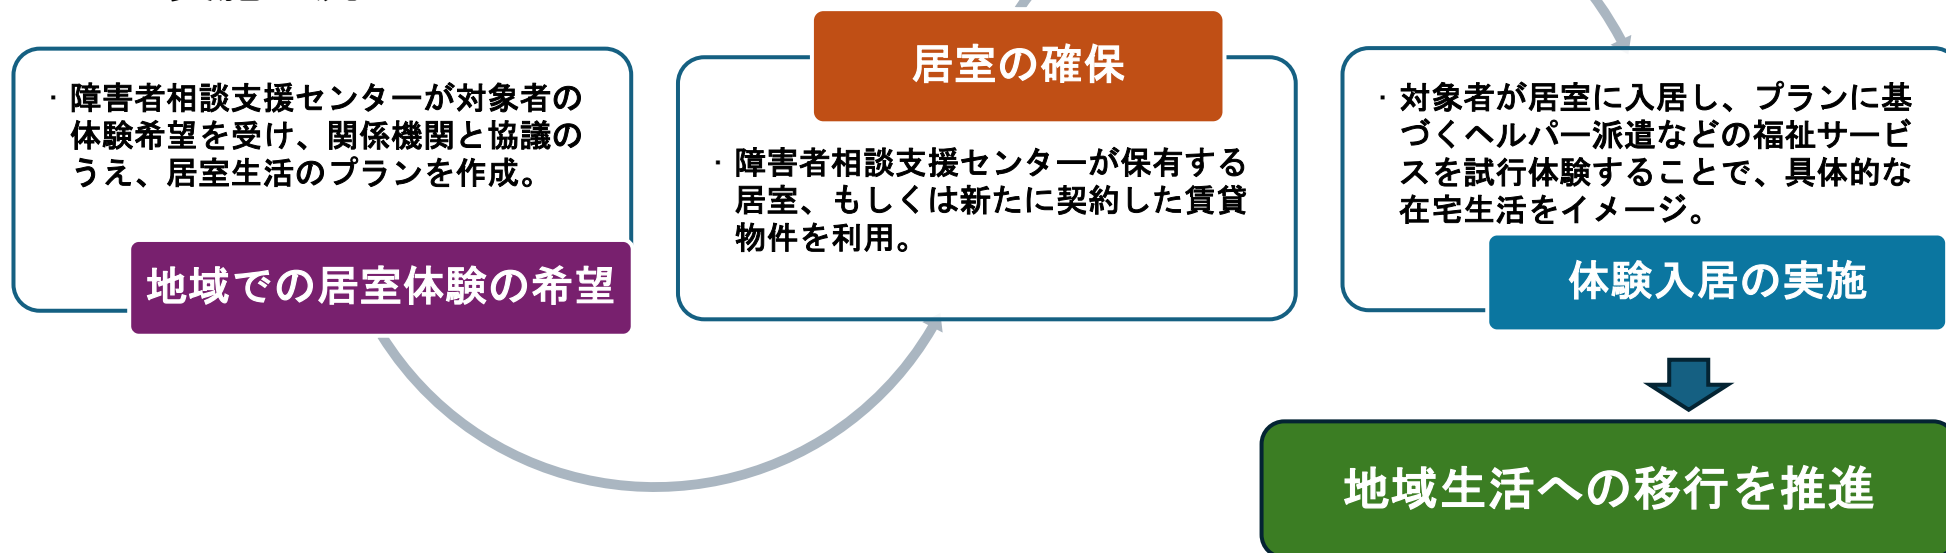 ・障害者相談支援センターが対象者の
体験希望を受け、関係機関と協議の
うえ、居室生活のプランを作成。
地域での居室体験の希望
居室の確保
・障害者相談支援センターが保有する
居室、もしくは新たに契約した賃貸
物件を利用。
・対象者が居室に入居し、プランに基
づくヘルパー派遣などの福祉サービ
スを試行体験することで、具体的な
在宅生活をイメージ。
体験入居の実施
地域生活への移行を推進